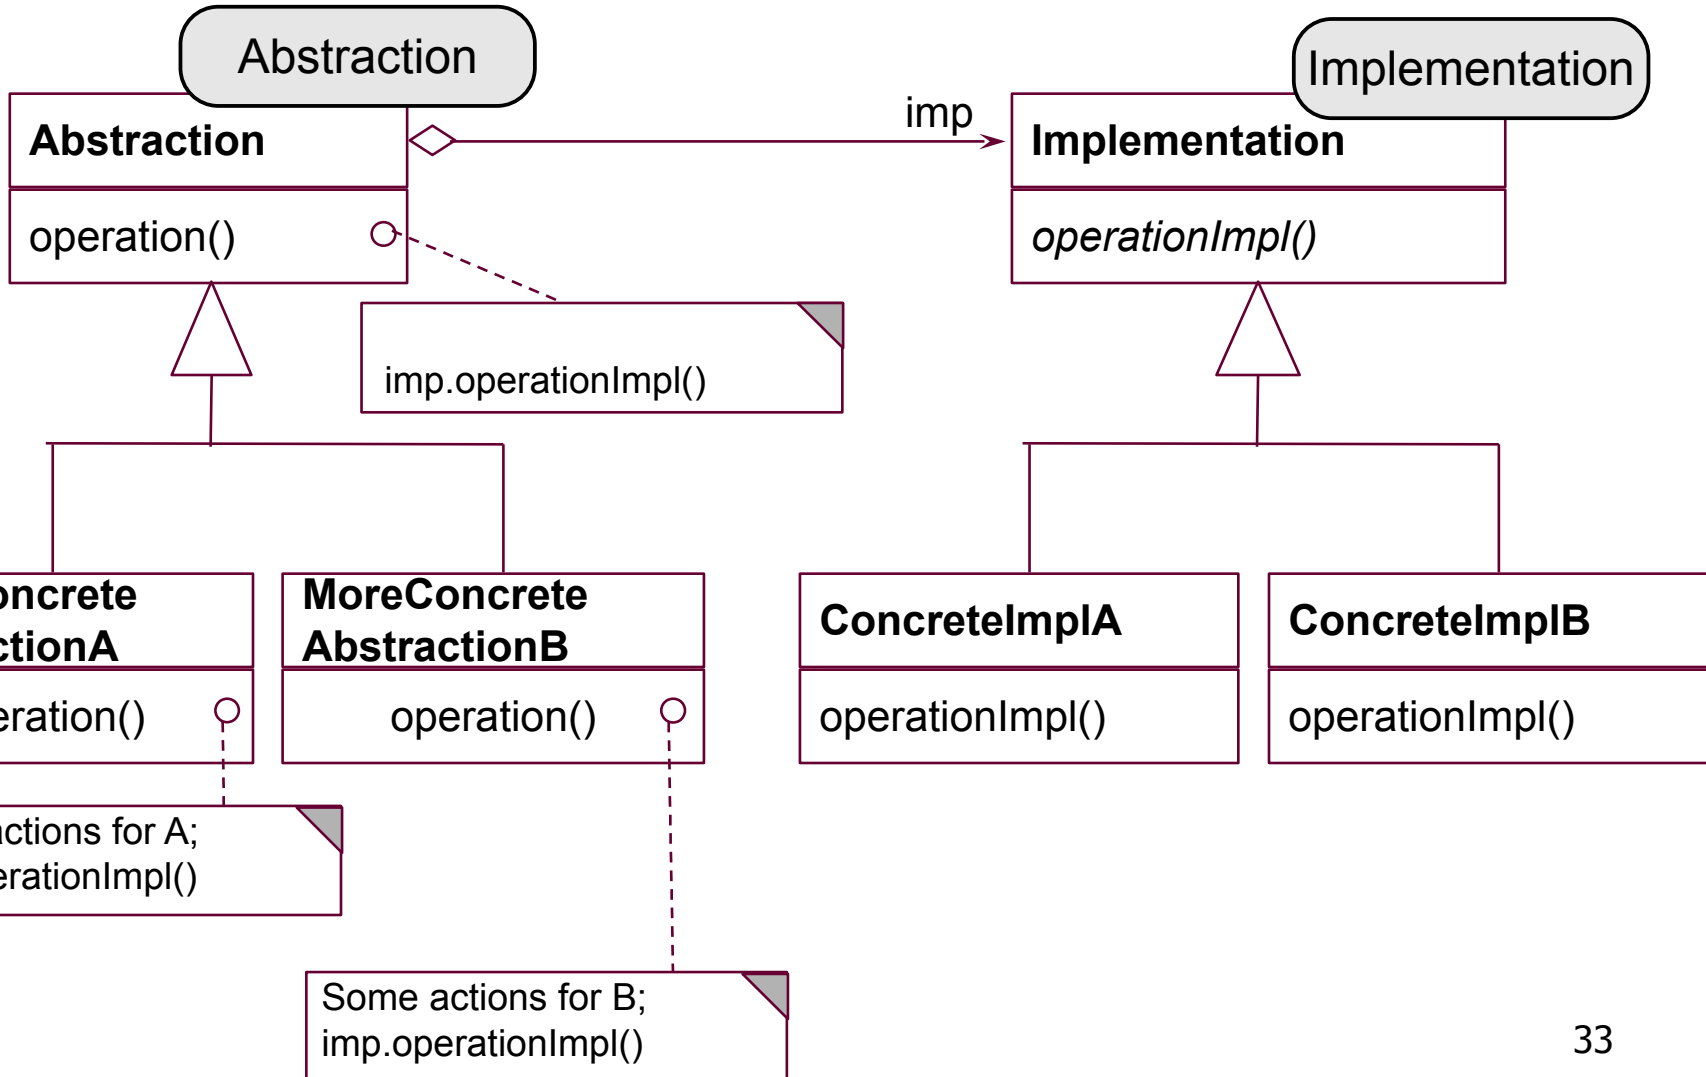 Abstraction
Implementation
imp
Abstraction
Implementation
operation()
operationImpl()
imp.operationImpl()
oncrete
ctionA
MoreConcrete
AbstractionB
ConcreteImplA
ConcreteImplB
eration()
operation()
operationImpl()
operationImpl()
actions for A;
erationImpl()
Some actions for B;
imp.operationImpl()
33